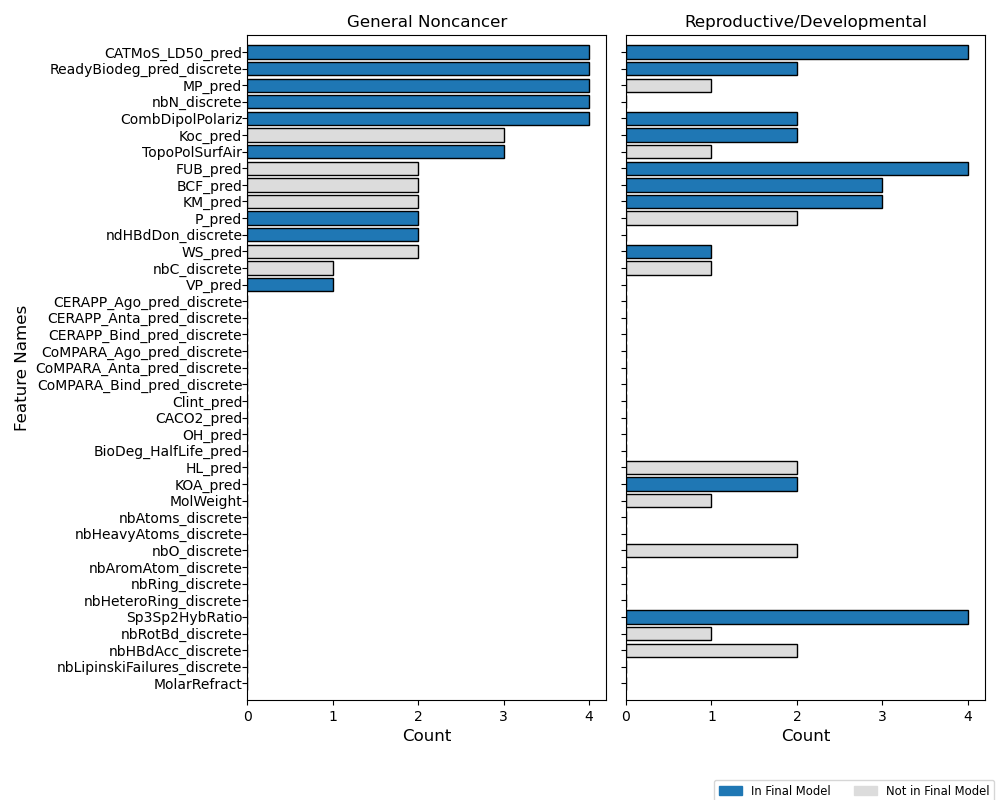 General Noncancer
Reproductive/Developmental
Feature Names
CATMoS_LD50_pred
ReadyBiodeg_pred_discrete
MP_pred
nbN_discrete
CombDipolPolariz
Koc_pred
TopoPolSurfAir
FUB_pred
BCF_pred
KM_pred
P_pred
ndHBdDon_discrete
WS_pred
nbC_discrete
VP_pred
CERAPP_Ago_pred_discrete
CERAPP_Anta_pred_discrete
CERAPP_Bind_pred_discrete
CoMPARA_Ago_pred_discrete
CoMPARA_Anta_pred_discrete
CoMPARA_Bind_pred_discrete
Clint_pred
CACO2_pred
OH_pred
BioDeg_HalfLife_pred
HL_pred
KOA_pred
MolWeight
nbAtoms_discrete
nbHeavyAtoms_discrete
nbO_discrete
nbAromAtom_discrete
nbRing_discrete
nbHeteroRing_discrete
Sp3Sp2HybRatio
nbRotBd_discrete
nbHBdAcc_discrete
nbLipinskiFailures_discrete
MolarRefract
0 1 2 3 4
Count
0 1 2 3 4
Count
In Final Model
Not in Final Model